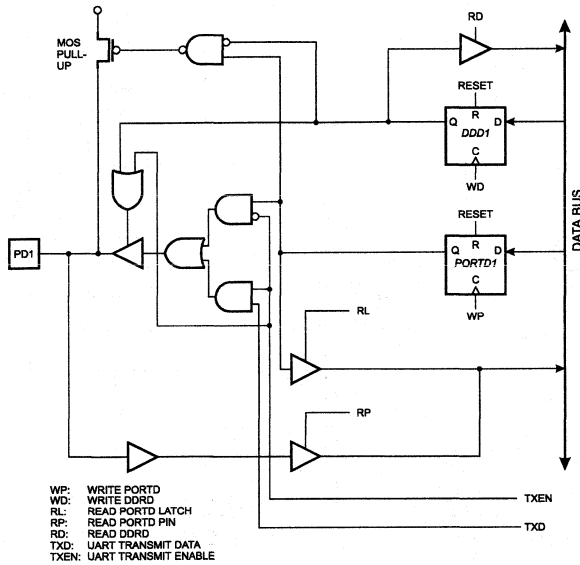 MOS
PULL-
UP
RD
RESET
R
Q
D
DDD1
C
WD
RESET
R
Q
D
PORTD1
C
WP
DATA BUS
PD1
RL
RP
TXEN
TXD
WP: WRITE PORTD
WD: WRITE DDRD
RL: READ PORTD LATCH
RP: READ PORTD PIN
RD: READ DDRD
TXD: UART TRANSMIT DATA
TXEN: UART TRANSMIT ENABLE